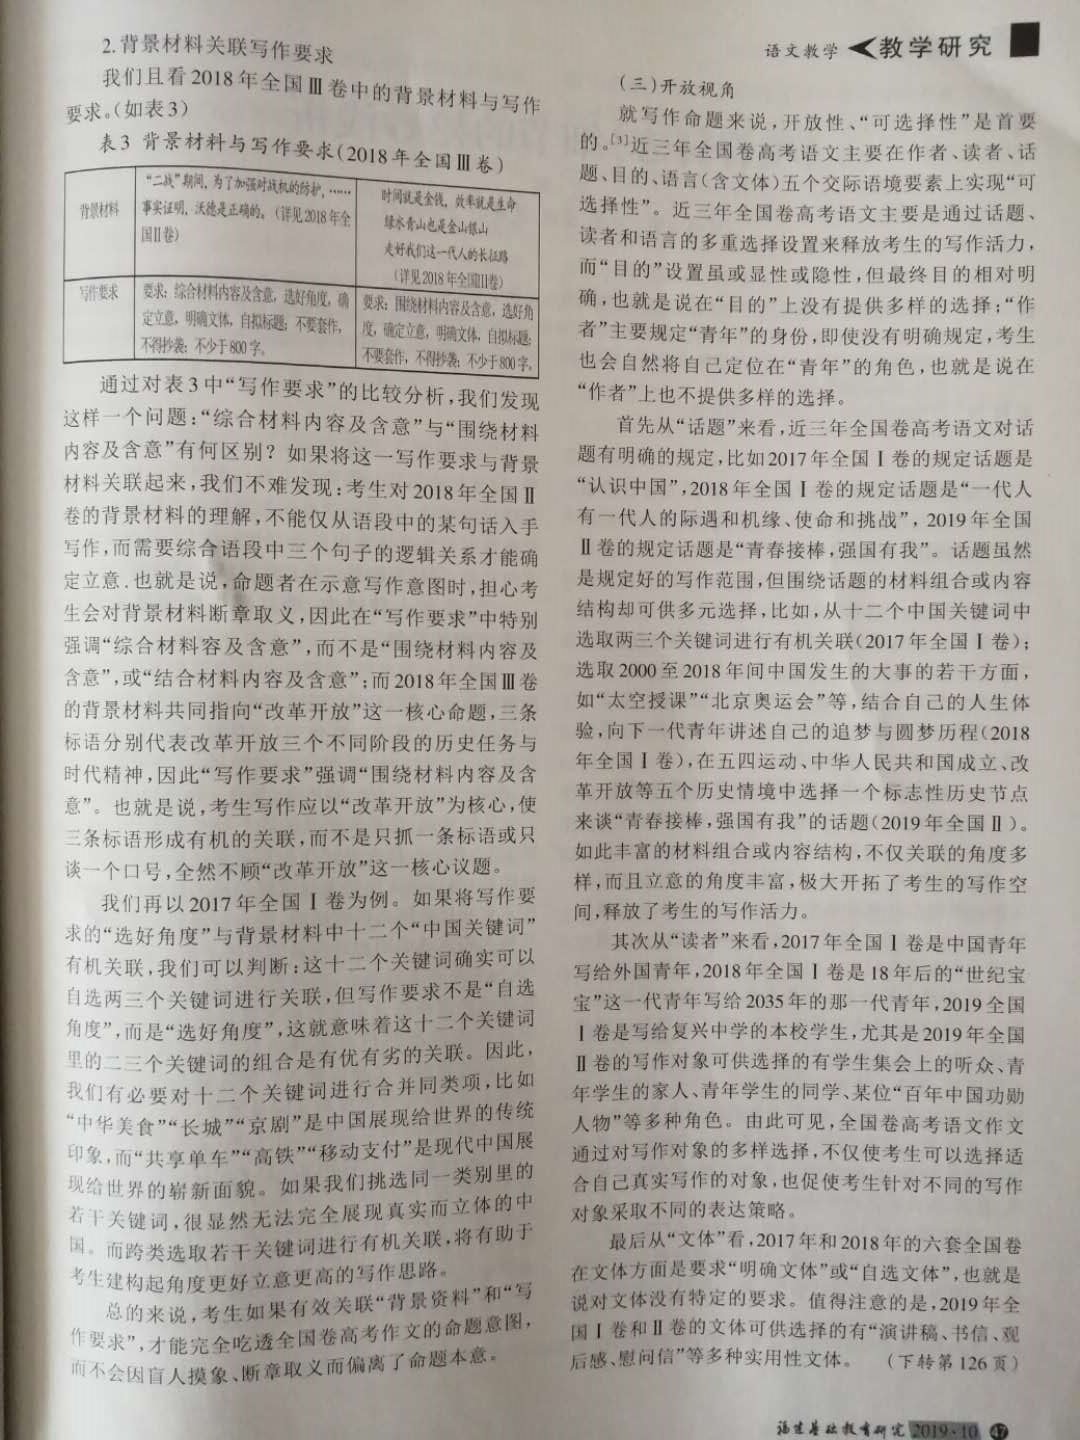 语文教学 教学研究
2.背景材料关联写作要求
我们且看2018年全国Ⅲ卷中的背景材料与写作
要求。(如表3)
表3 背景材料与写作要求(2018年全国Ⅲ卷)
背景材料
“二战”期间,为了加强对战机的防护,……
事实证明,沃德是正确的。(详见2018年全
国Ⅱ卷)
时间就是金钱,效率就是生命
绿水青山也是金山银山
走好我们这一代人的长征路
(详见2018年全国Ⅲ卷)
写作要求
要求:综合材料内容及含意,选好角度,确
定立意,明确文体,自拟标题;不要套作,
不得抄袭;不少于800字。
要求:围绕材料内容及含意,选好角
度,确定立意,明确文体,自拟标题;
不要套作,不得抄袭;不少于800字。
通过对表3中“写作要求”的比较分析,我们发现
这样一个问题:“综合材料内容及含意”与“围绕材料
内容及含意”有何区别?如果将这一写作要求与背景
材料关联起来,我们不难发现:考生对2018年全国Ⅱ
卷的背景材料的理解,不能仅从语段中的某句话入手
写作,而需要综合语段中三个句子的逻辑关系才能确
定立意.也就是说,命题者在示意写作意图时,担心考
生会对背景材料断章取义,因此在“写作要求”中特别
强调“综合材料容及含意”,而不是“围绕材料内容及
含意”,或“结合材料内容及含意”;而2018年全国Ⅲ卷
的背景材料共同指向“改革开放”这一核心命题,三条
标语分别代表改革开放三个不同阶段的历史任务与
时代精神,因此“写作要求”强调“围绕材料内容及含
意”。也就是说,考生写作应以“改革开放”为核心,使
三条标语形成有机的关联,而不是只抓一条标语或只
谈一个口号,全然不顾“改革开放”这一核心议题。
我们再以2017年全国Ⅰ卷为例。如果将写作要
求的“选好角度”与背景材料中十二个“中国关键词”
有机关联,我们可以判断:这十二个关键词确实可以
自选两三个关键词进行关联,但写作要求不是“自选
角度”,而是“选好角度”,这就意味着这十二个关键词
里的二三个关键词的组合是有优有劣的关联。因此,
我们有必要对十二个关键词进行合并同类项,比如
“中华美食”“长城”“京剧”是中国展现给世界的传统
印象,而“共享单车”“高铁”“移动支付”是现代中国展
现给世界的崭新面貌。如果我们挑选同一类别里的
若干关键词,很显然无法完全展现真实而立体的中
国。而跨类选取若干关键词进行有机关联,将有助于
考生建构起角度更好立意更高的写作思路。
总的来说,考生如果有效关联“背景资料”和“写
作要求”,才能完全吃透全国卷高考作文的命题意图,
而不会因盲人摸象、断章取义而偏离了命题本意。
(三)开放视角
就写作命题来说,开放性、“可选择性”是首要
的。[3]近三年全国卷高考语文主要在作者、读者、话
题、目的、语言(含文体)五个交际语境要素上实现“可
选择性”。近三年全国卷高考语文主要是通过话题、
读者和语言的多重选择设置来释放考生的写作活力,
而“目的”设置虽或显性或隐性,但最终目的相对明
确,也就是说在“目的”上没有提供多样的选择;“作
者”主要规定“青年”的身份,即使没有明确规定,考生
也会自然将自己定位在“青年”的角色,也就是说在
“作者”上也不提供多样的选择。
首先从“话题”来看,近三年全国卷高考语文对话
题有明确的规定,比如2017年全国Ⅰ卷的规定话题是
“认识中国”,2018年全国Ⅰ卷的规定话题是“一代人
有一代人的际遇和机缘、使命和挑战”,2019年全国
Ⅱ卷的规定话题是“青春接棒,强国有我”。话题虽然
是规定好的写作范围,但围绕话题的材料组合或内容
结构却可供多元选择,比如,从十二个中国关键词中
选取两三个关键词进行有机关联(2017年全国Ⅰ卷);
选取2000至2018年间中国发生的大事的若干方面,
如“太空授课”“北京奥运会”等,结合自己的人生体
验,向下一代青年讲述自己的追梦与圆梦历程(2018
年全国Ⅰ卷),在五四运动、中华人民共和国成立、改
革开放等五个历史情境中选择一个标志性历史节点
来谈“青春接棒,强国有我”的话题(2019年全国Ⅱ)。
如此丰富的材料组合或内容结构,不仅关联的角度多
样,而且立意的角度丰富,极大开拓了考生的写作空
间,释放了考生的写作活力。
其次从“读者”来看,2017年全国Ⅰ卷是中国青年
写给外国青年,2018年全国Ⅰ卷是18年后的“世纪宝
宝”这一代青年写给2035年的那一代青年,2019全国
Ⅰ卷是写给复兴中学的本校学生,尤其是2019年全国
Ⅱ卷的写作对象可供选择的有学生集会上的听众、青
年学生的家人、青年学生的同学、某位“百年中国功勋
人物”等多种角色。由此可见,全国卷高考语文作文
通过对写作对象的多样选择,不仅使考生可以选择适
合自己真实写作的对象,也促使考生针对不同的写作
对象采取不同的表达策略。
最后从“文体”看,2017年和2018年的六套全国卷
在文体方面是要求“明确文体”或“自选文体”,也就是
说对文体没有特定的要求。值得注意的是,2019年全
国Ⅰ卷和Ⅱ卷的文体可供选择的有“演讲稿、书信、观
后感、慰问信”等多种实用性文体。 (下转第126页)
福建基础教育研究 2019·10 47